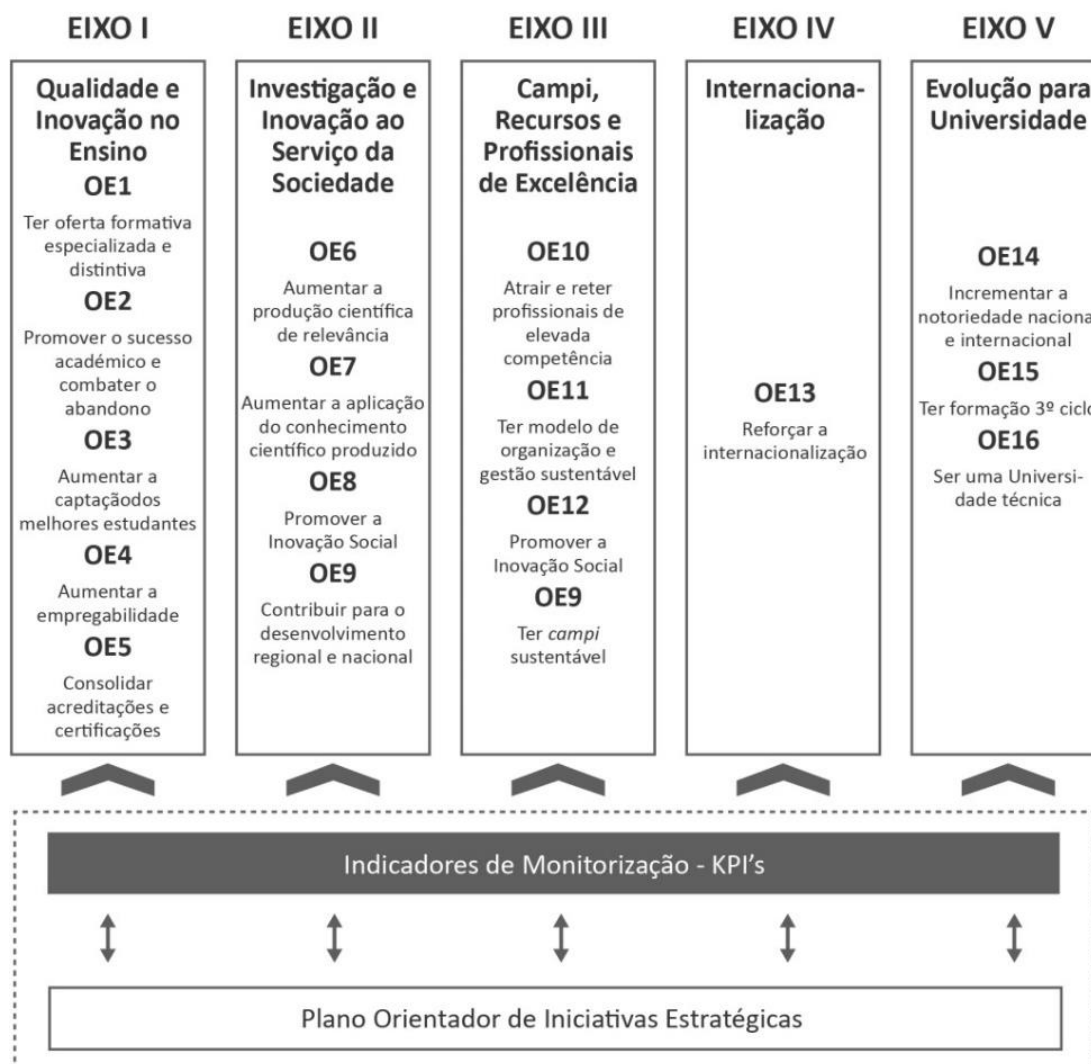 EIXO I
Qualidade e
Inovação no
Ensino
OE1
Ter oferta formativa
especializada e
distintiva
OE2
Promover o sucesso
académico e
combater o
abandono
OE3
Aumentar a
captaçãodos
melhores estudantes
OE4
Aumentar a
empregabilidade
OE5
Consolidar
acreditações e
certificações
EIXO II
Investigação e
Inovação ao
Serviço da
Sociedade
OE6
Aumentar a
produção científica
de relevância
OE7
Aumentar a aplicação
do conhecimento
científico produzido
OE8
Promover a
Inovação Social
OE9
Contribuir para o
desenvolvimento
regional e nacional
EIXO III
Campi,
Recursos e
Profissionais
de Excelência
OE10
Atrair e reter
profissionais de
elevada
competência
OE11
Ter modelo de
organização e
gestão sustentável
OE12
Promover a
Inovação Social
OE9
Ter campi
sustentável
EIXO IV
Internaciona-
lização
OE13
Reforçar a
internacionalização
EIXO V
Evolução para
Universidade
OE14
Incrementar a
notoriedade naciona
e internacional
OE15
Ter formação 3º ciclo
OE16
Ser uma Universi-
dade técnica
Indicadores de Monitorização - KPI's
Plano Orientador de Iniciativas Estratégicas